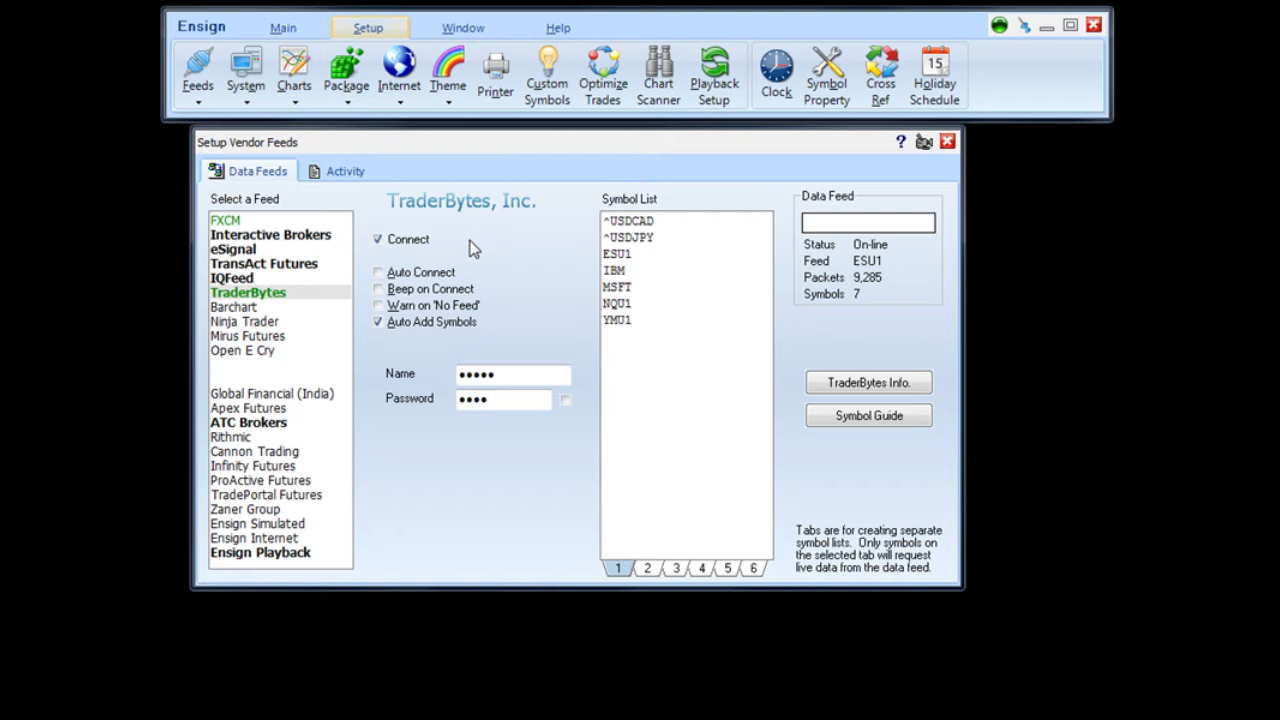 Ensign Main Setup Window Help
Feeds System Charts Package Internet Theme Printer Custom Symbols Optimize Trades Chart Scanner Playback Setup Clock Symbol Property Cross Ref 15 Holiday Schedule
Setup Vendor Feeds ?
Data Feeds Activity
Select a Feed
FXCM
Interactive Brokers
eSignal
TransAct Futures
IQFeed
TraderBytes
Barchart
Ninja Trader
Mirus Futures
Open E Cry
Global Financial (India)
Apex Futures
ATC Brokers
Rithmic
Cannon Trading
Infinity Futures
ProActive Futures
TradePortal Futures
Zaner Group
Ensign Simulated
Ensign Internet
Ensign Playback
TraderBytes, Inc.
Connect
Auto Connect
Beep on Connect
Warn on 'No Feed'
Auto Add Symbols
Name •••••
Password ••••
Symbol List
^USDCAD
^USDJPY
ESU1
IBM
MSFT
NQU1
YMU1
1 2 3 4 5 6
Data Feed
Status On-line
Feed ESU1
Packets 9,285
Symbols 7
TraderBytes Info.
Symbol Guide
Tabs are for creating separate
symbol lists. Only symbols on
the selected tab will request
live data from the data feed.